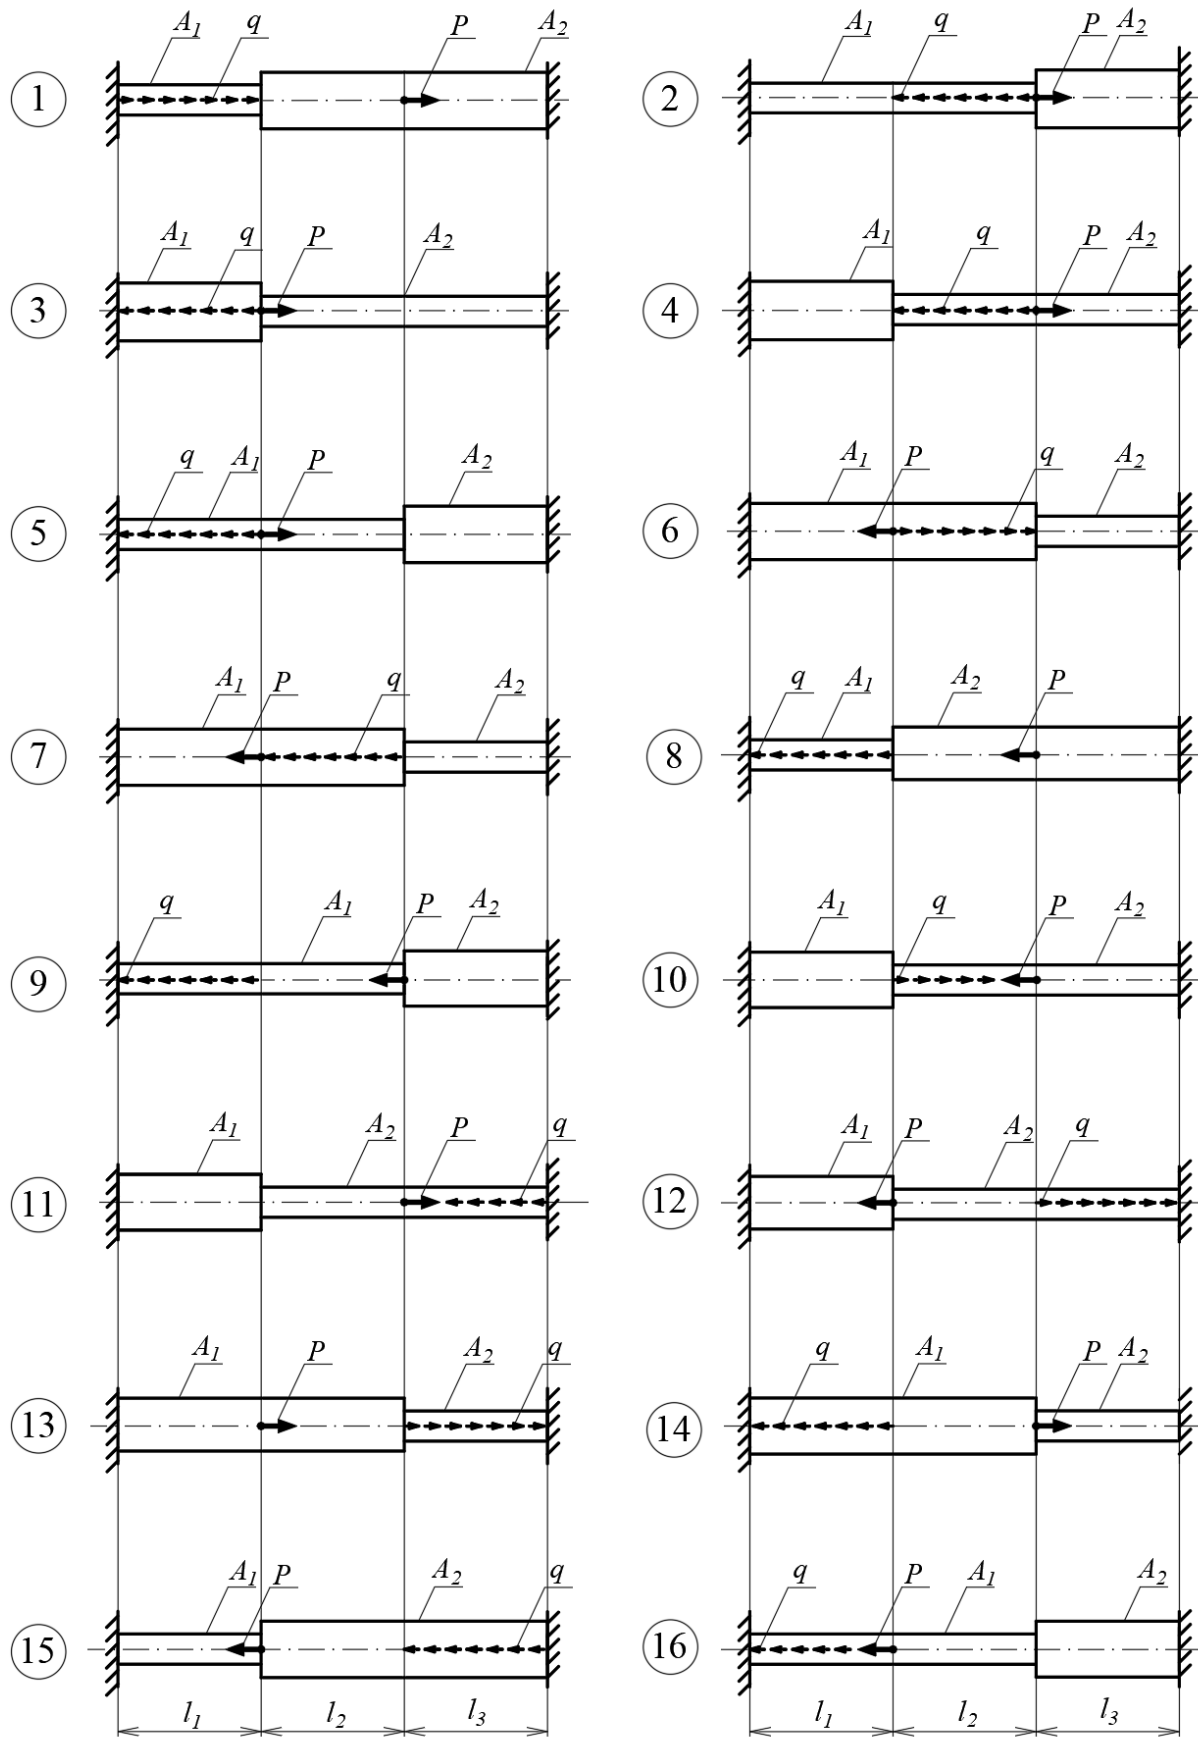 A₁ q P A₂
1
A₁ q P A₂
2
A₁ q P A₂
3
A₁ q P A₂
4
q A₁ P A₂
5
A₁ P q A₂
6
A₁ P q A₂
7
q A₁ A₂ P
8
q A₁ P A₂
9
A₁ q P A₂
10
A₁ A₂ P q
11
A₁ P A₂ q
12
A₁ P A₂ q
13
q A₁ P A₂
14
A₁ P A₂ q
15
q P A₁ A₂
16
l₁ l₂ l₃
l₁ l₂ l₃